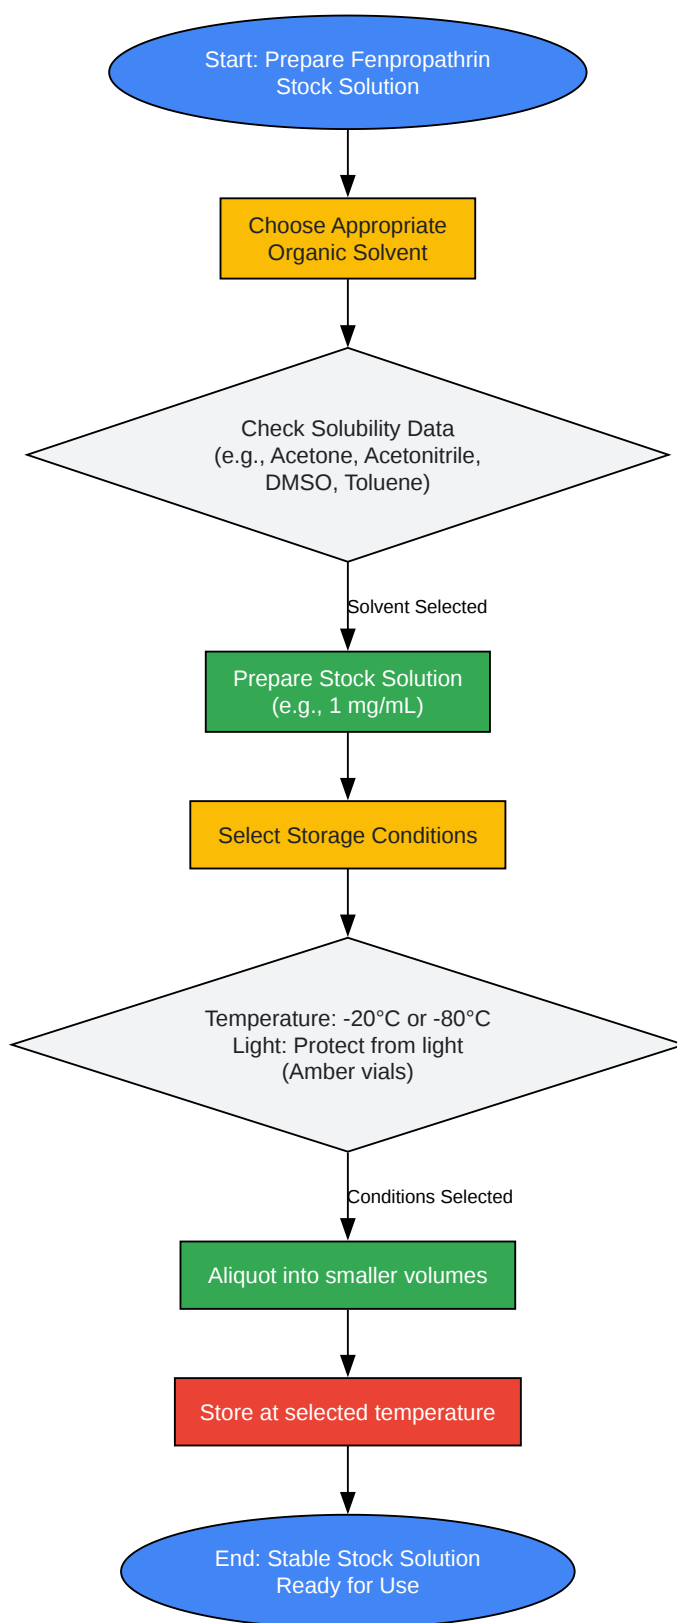 Start: Prepare Fenpropathrin
Stock Solution
Choose Appropriate
Organic Solvent
Check Solubility Data
(e.g., Acetone, Acetonitrile,
DMSO, Toluene)
Solvent Selected
Prepare Stock Solution
(e.g., 1 mg/mL)
Select Storage Conditions
Temperature: -20°C or -80°C
Light: Protect from light
(Amber vials)
Conditions Selected
Aliquot into smaller volumes
Store at selected temperature
End: Stable Stock Solution
Ready for Use